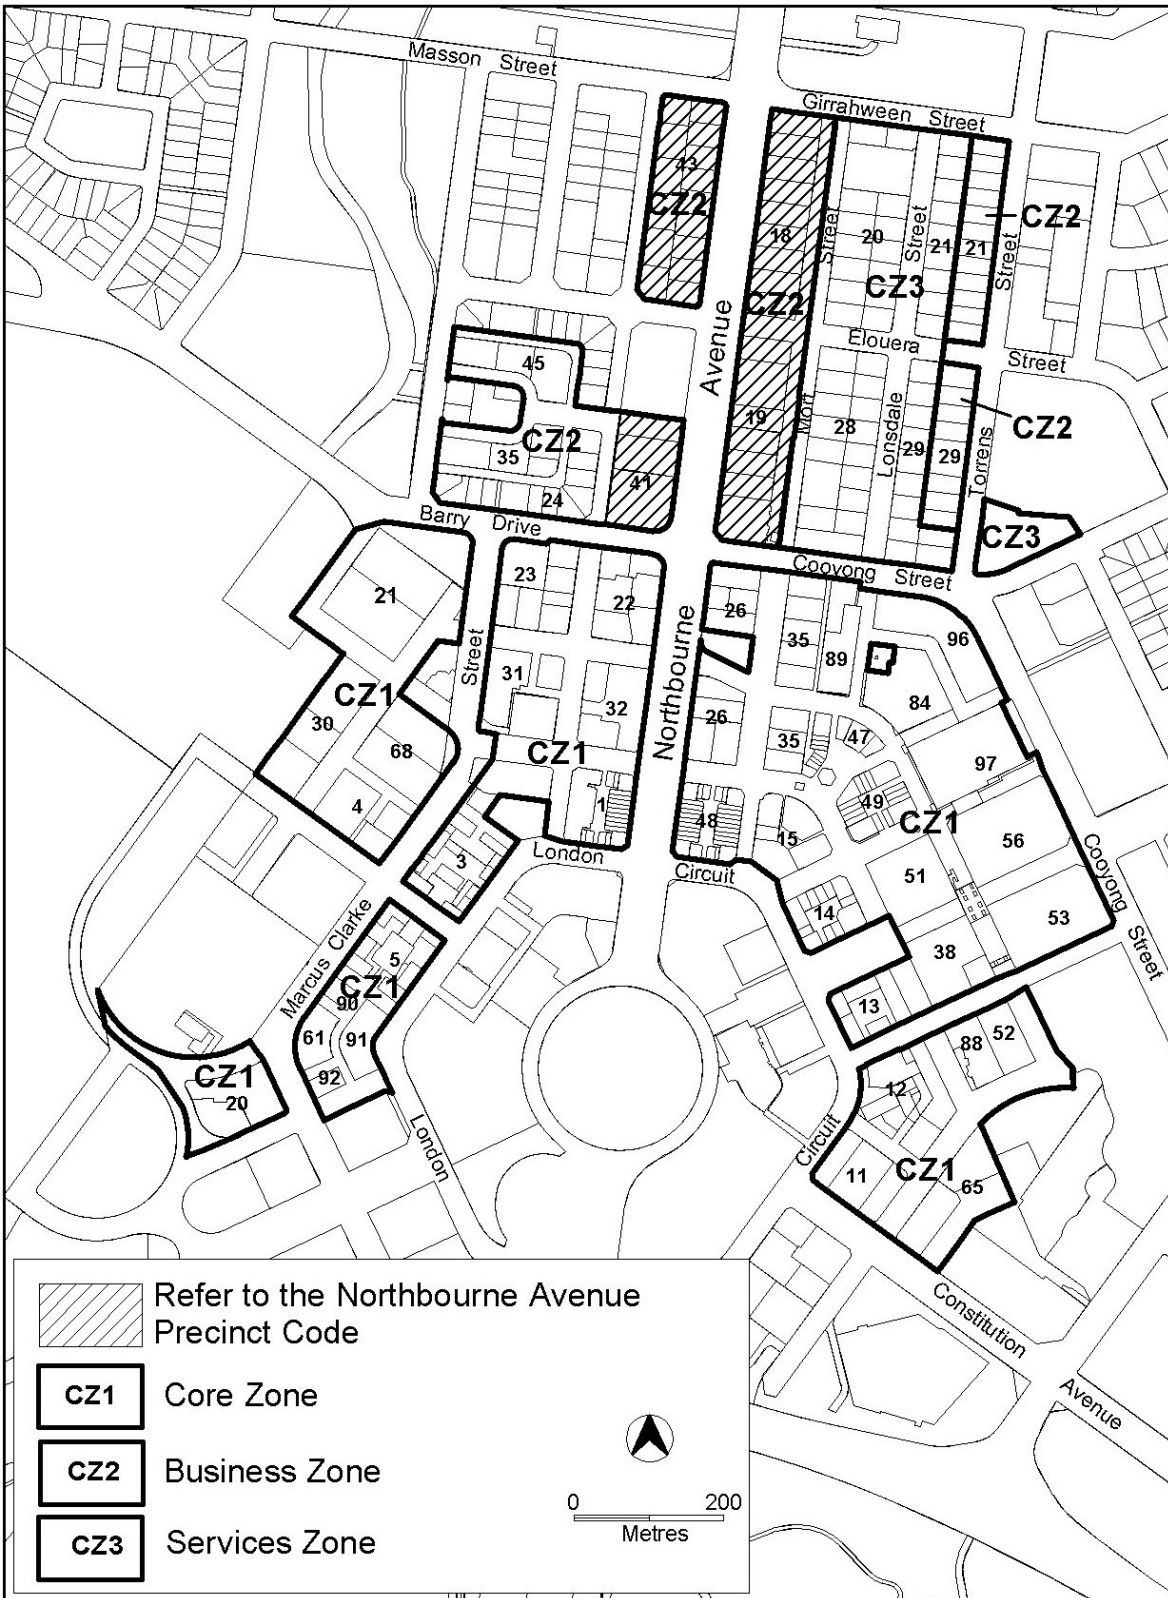 Masson Street
Girrahween Street
43
CZ2
18
Street
20
Street
21
21
CZ2
Street
CZ3
CZ2
Avenue
Elouera
Street
45
19
Mort
28
Lonsdale
29
29
CZ2
Torrens
CZ2
35
41
24
Barry Drive
CZ3
Cooyong Street
23
22
26
21
Northbourne
35
96
89
Street
31
CZ1
84
30
32
26
68
35
47
CZ1
97
4
1
49
48
CZ1
15
56
3
London
Circuit
51
Cooyong
Street
14
53
Marcus Clarke
5
38
CZ1
90
13
61
91
88
52
92
CZ1
20
12
London
Circuit
11
CZ1
65
Constitution
Avenue
Refer to the Northbourne Avenue
Precinct Code
CZ1 Core Zone
CZ2 Business Zone
CZ3 Services Zone
0 200
Metres